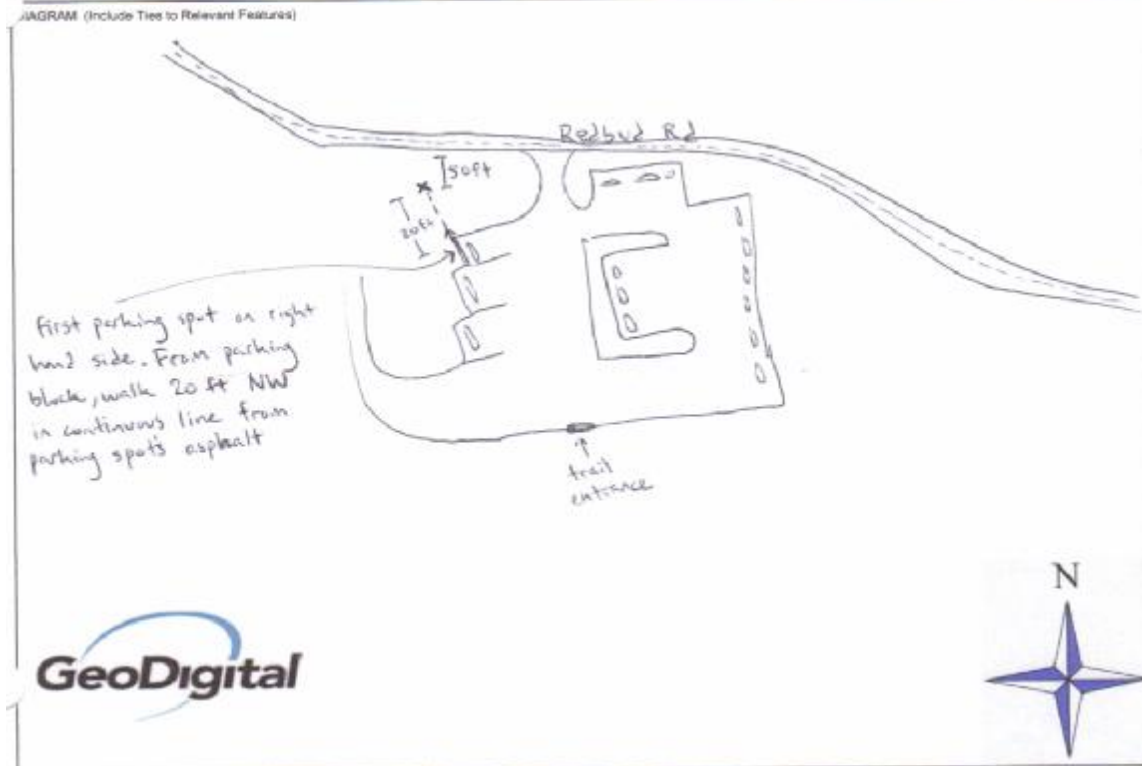 DIAGRAM (Include Ties to Relevant Features)
Redbud Rd
50ft
20ft
First parking spot on right
hand side. From parking
block, walk 20 ft NW
in continuous line from
parking spot's asphalt
trail
entrance
N
GeoDigital